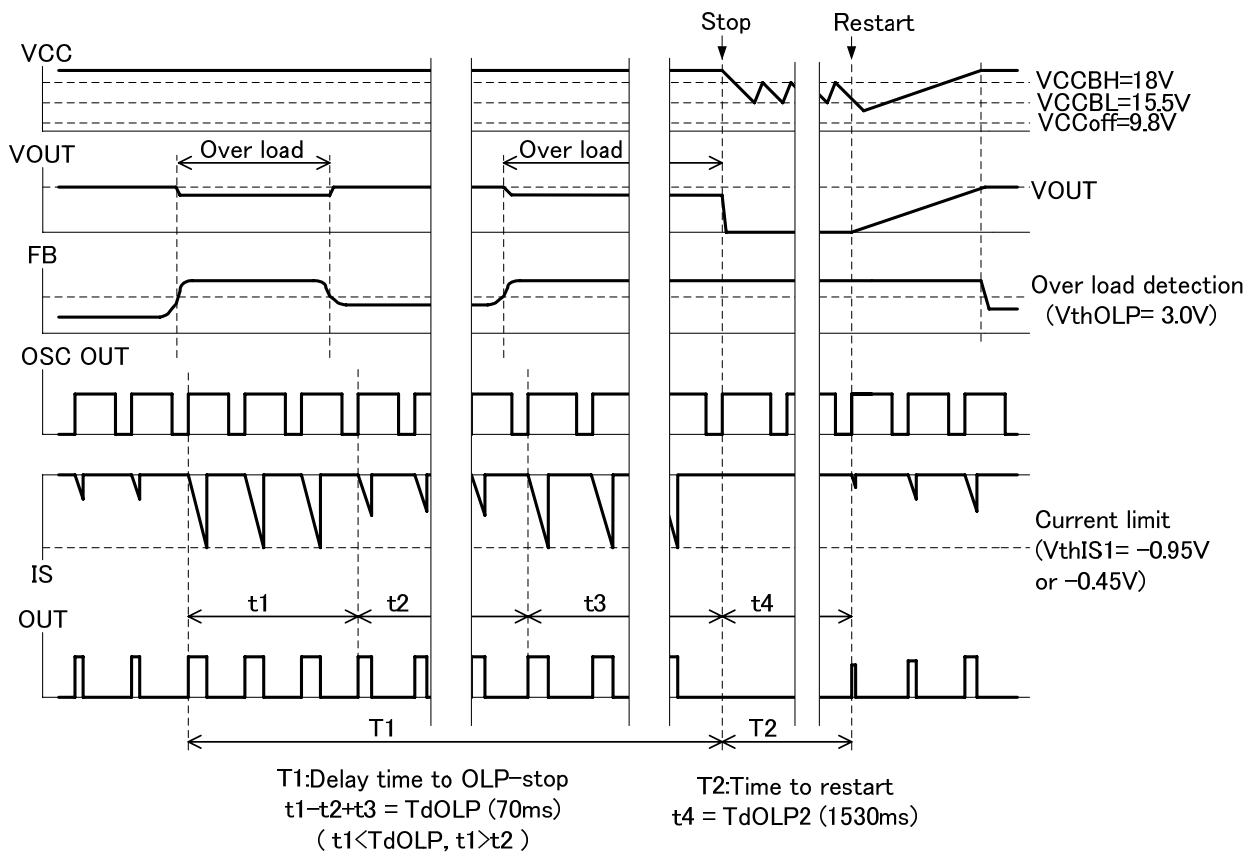 Stop
Restart
VCC
VCCBH=18V
VCCBL=15.5V
VCCoff=9.8V
VOUT
Over load
Over load
VOUT
FB
Over load detection
(VthOLP= 3.0V)
OSC OUT
Current limit
(VthIS1= -0.95V
or -0.45V)
IS
t1
t2
t3
t4
OUT
T1
T2
T1:Delay time to OLP-stop
t1-t2+t3 = TdOLP (70ms)
( t1<TdOLP, t1>t2 )
T2:Time to restart
t4 = TdOLP2 (1530ms)